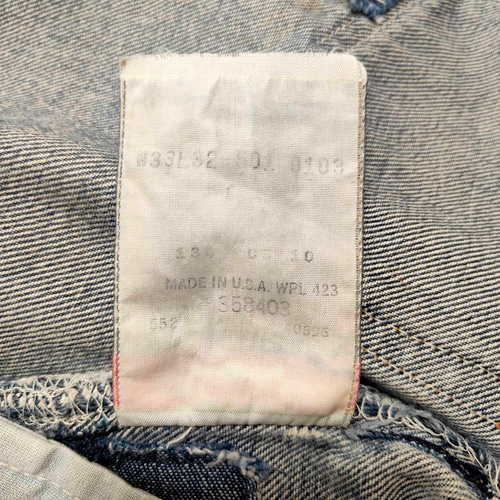 W33L32 501 0103
MADE IN U.S.A. WPL 423
358403
552